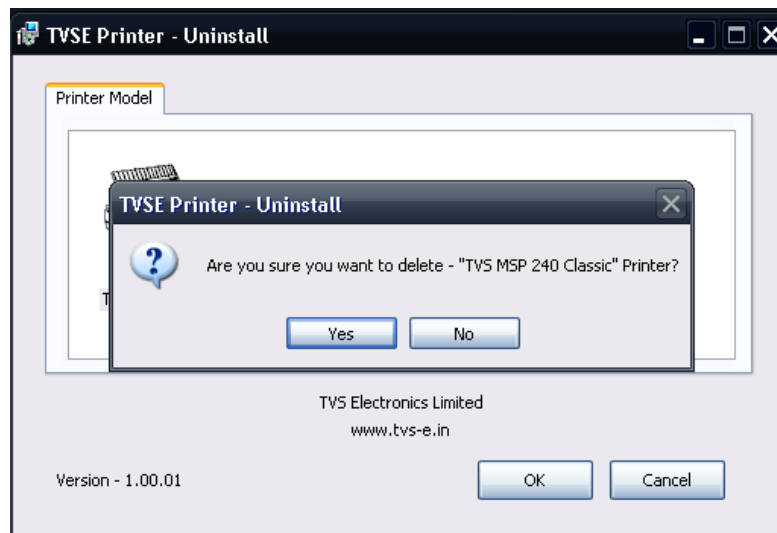 TVSE Printer - Uninstall
Printer Model
TVSE Printer - Uninstall
Are you sure you want to delete - "TVS MSP 240 Classic" Printer?
Yes No
TVS Electronics Limited
www.tvs-e.in
Version - 1.00.01 OK Cancel